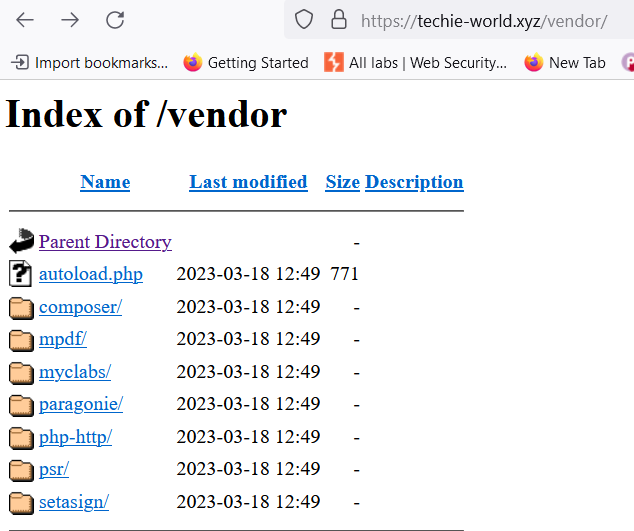 https://techie-world.xyz/vendor/
Import bookmarks... Getting Started All labs | Web Security... New Tab
Index of /vendor
Name Last modified Size Description
Parent Directory -
autoload.php 2023-03-18 12:49 771
composer/ 2023-03-18 12:49 -
mpdf/ 2023-03-18 12:49 -
myclabs/ 2023-03-18 12:49 -
paragonie/ 2023-03-18 12:49 -
php-http/ 2023-03-18 12:49 -
psr/ 2023-03-18 12:49 -
setasign/ 2023-03-18 12:49 -